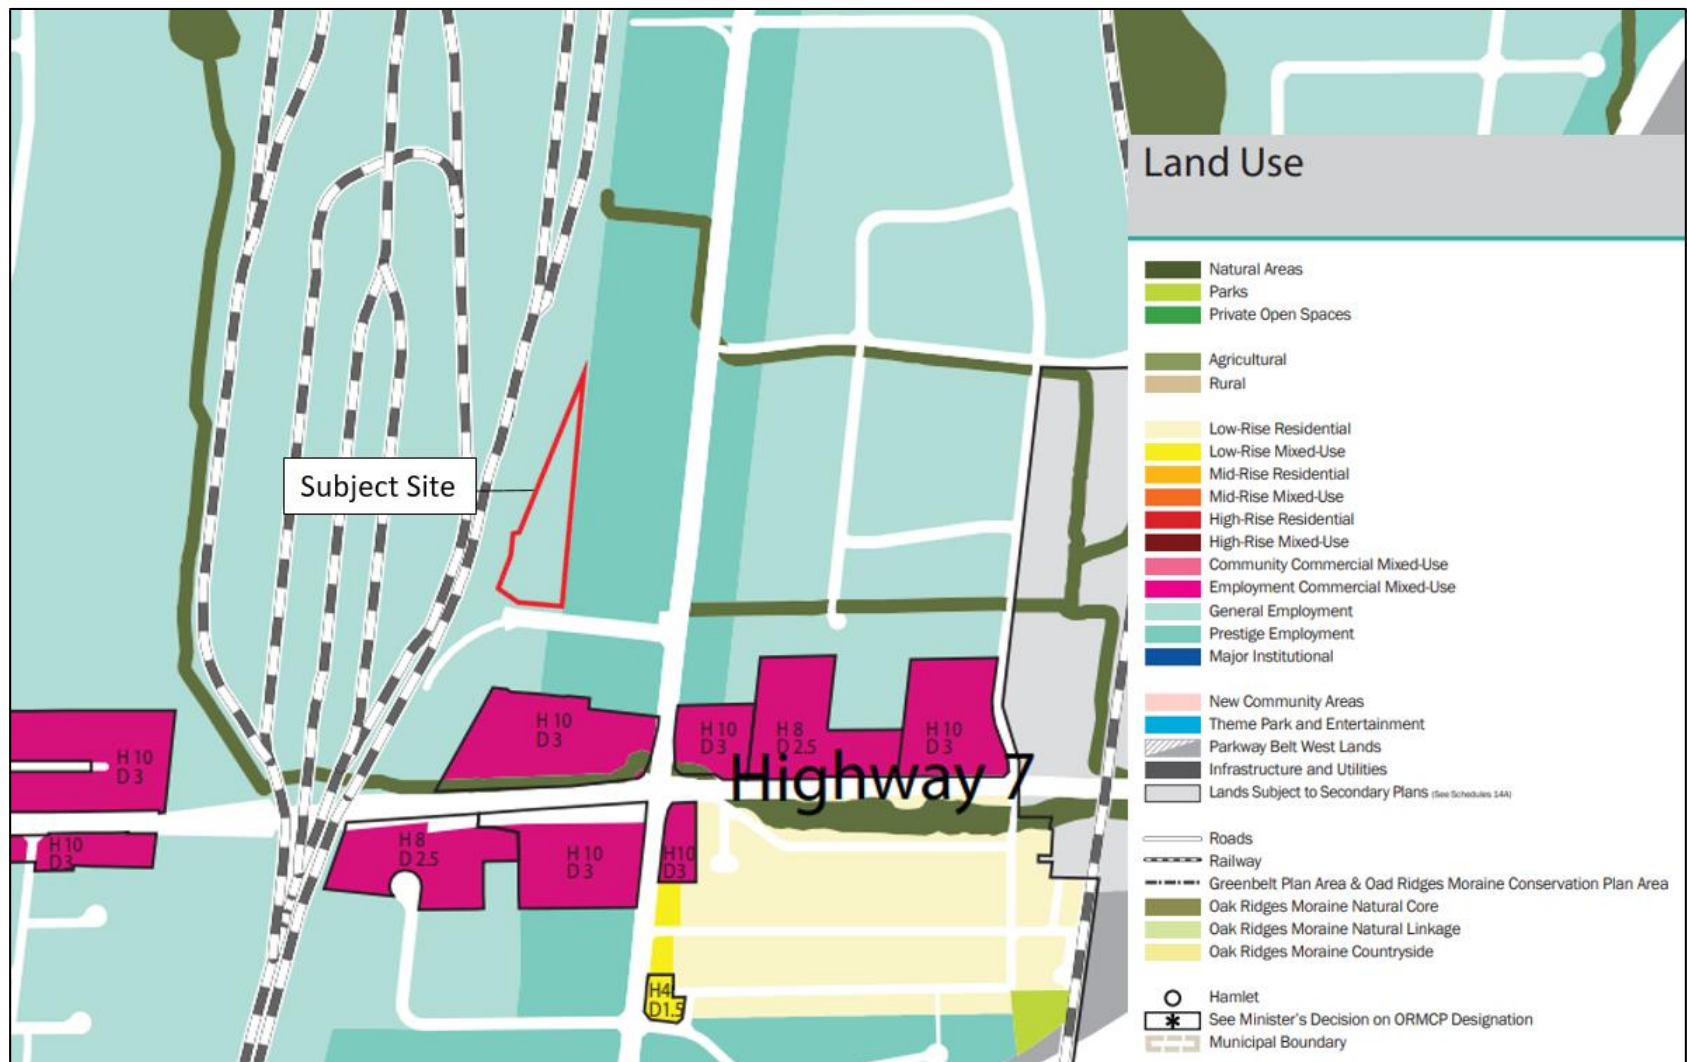 Land Use
Natural Areas
Parks
Private Open Spaces
Agricultural
Rural
Low-Rise Residential
Low-Rise Mixed-Use
Mid-Rise Residential
Mid-Rise Mixed-Use
High-Rise Residential
High-Rise Mixed-Use
Community Commercial Mixed-Use
Employment Commercial Mixed-Use
General Employment
Prestige Employment
Major Institutional
New Community Areas
Theme Park and Entertainment
Parkway Belt West Lands
Infrastructure and Utilities
Lands Subject to Secondary Plans (See Schedules 14A)
Roads
Railway
Greenbelt Plan Area & Oad Ridges Moraine Conservation Plan Area
Oak Ridges Moraine Natural Core
Oak Ridges Moraine Natural Linkage
Oak Ridges Moraine Countryside
Hamlet
See Minister's Decision on ORMCP Designation
Municipal Boundary
Subject Site
H 10
D 3
H 10
D 3
H 8
D 2.5
H 10
D 3
H 10
D 3
Highway 7
H 10
D3
H 8
D 2.5
H 10
D 3
H10
D3
H4
D1.5